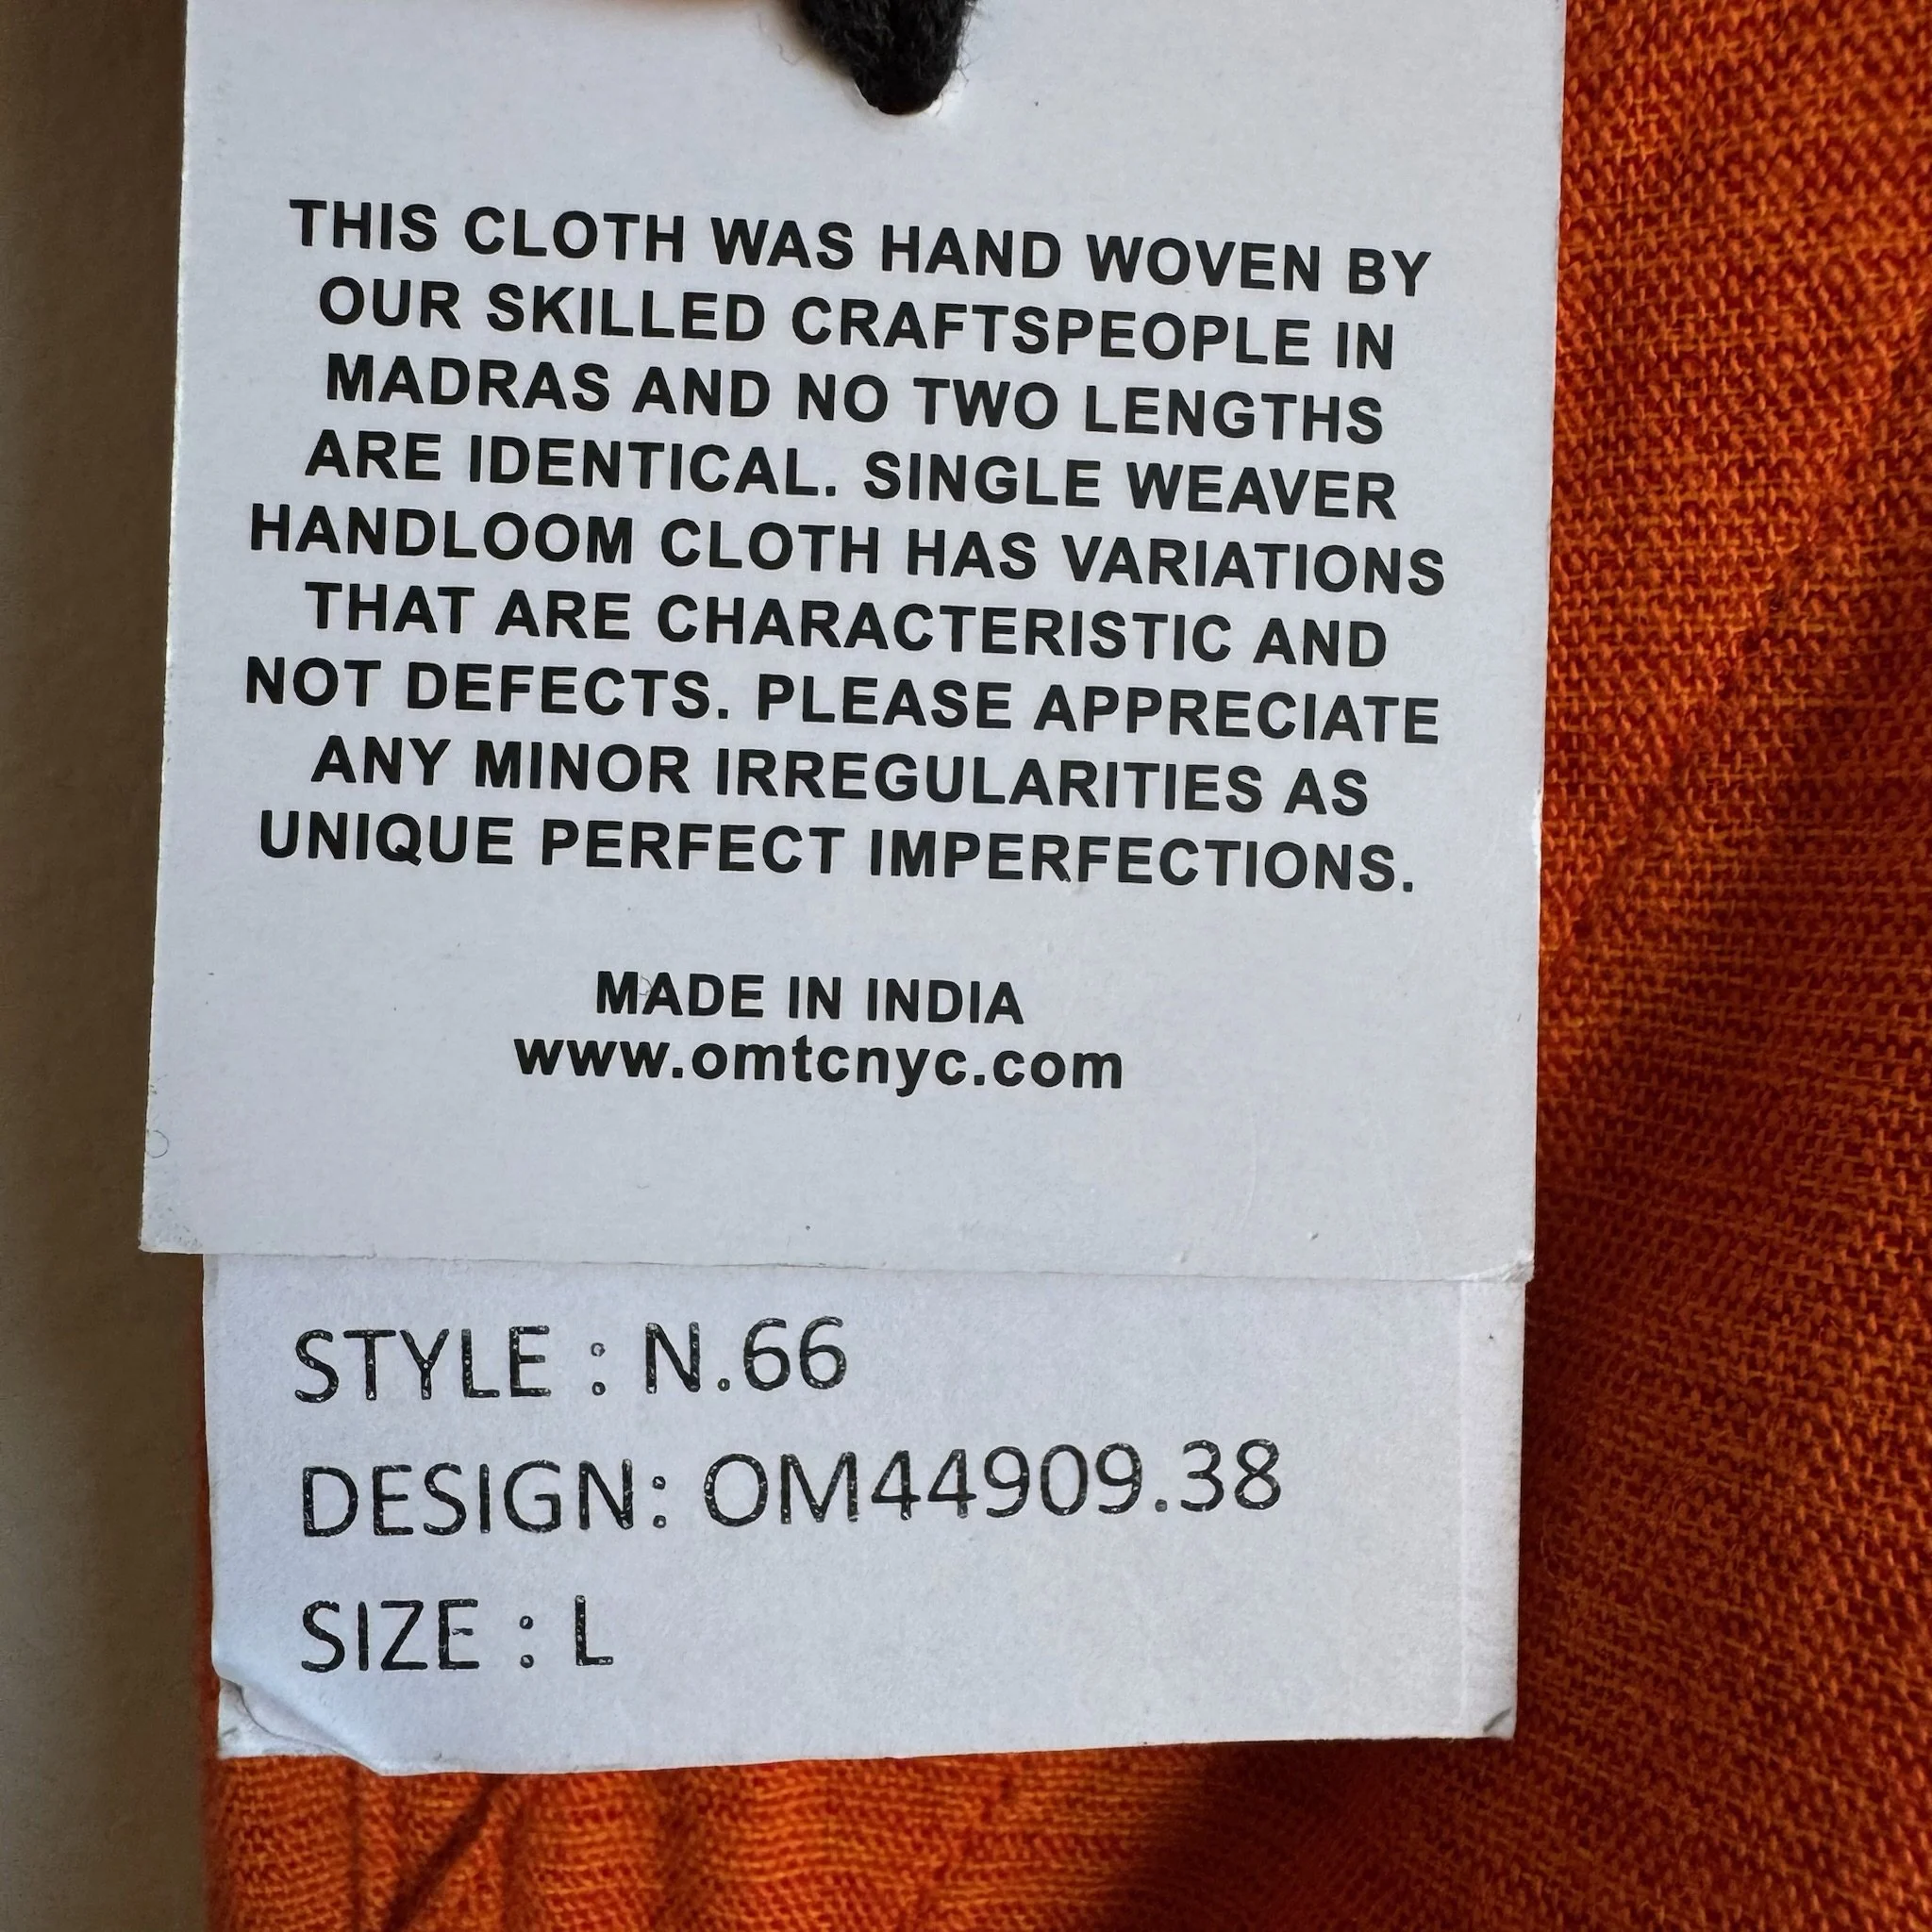 THIS CLOTH WAS HAND WOVEN BY
OUR SKILLED CRAFTSPEOPLE IN
MADRAS AND NO TWO LENGTHS
ARE IDENTICAL. SINGLE WEAVER
HANDLOOM CLOTH HAS VARIATIONS
THAT ARE CHARACTERISTIC AND
NOT DEFECTS. PLEASE APPRECIATE
ANY MINOR IRREGULARITIES AS
UNIQUE PERFECT IMPERFECTIONS.
MADE IN INDIA
www.omtcnyc.com
STYLE : N.66
DESIGN: OM44909.38
SIZE : L